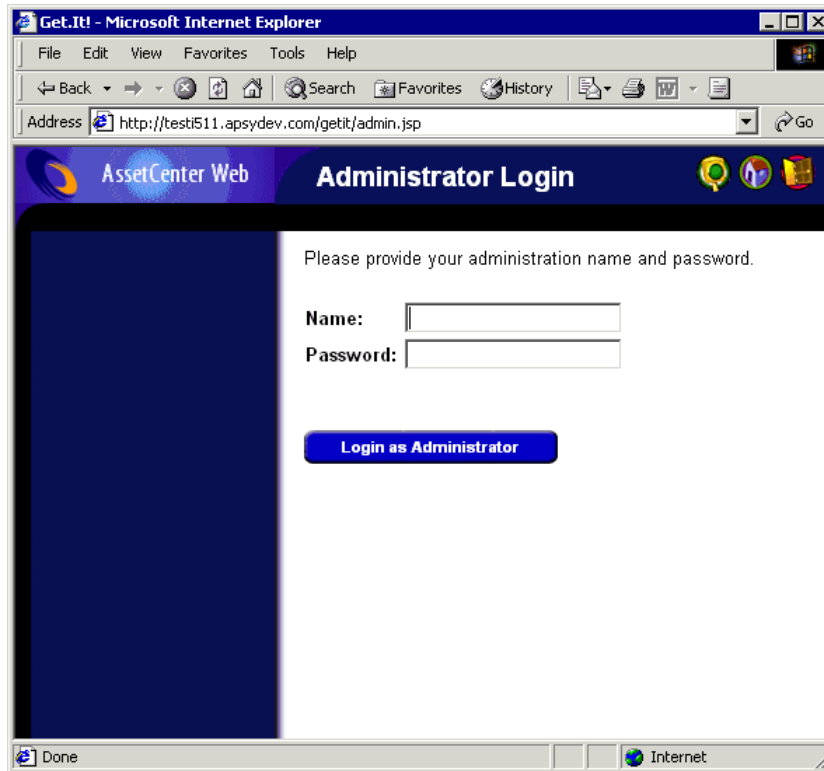 Get.It! - Microsoft Internet Explorer
File Edit View Favorites Tools Help
Back Search Favorites History
Address http://testi511.apsydev.com/getit/admin.jsp Go
AssetCenter Web Administrator Login
Please provide your administration name and password.
Name:
Password:
Login as Administrator
Done Internet